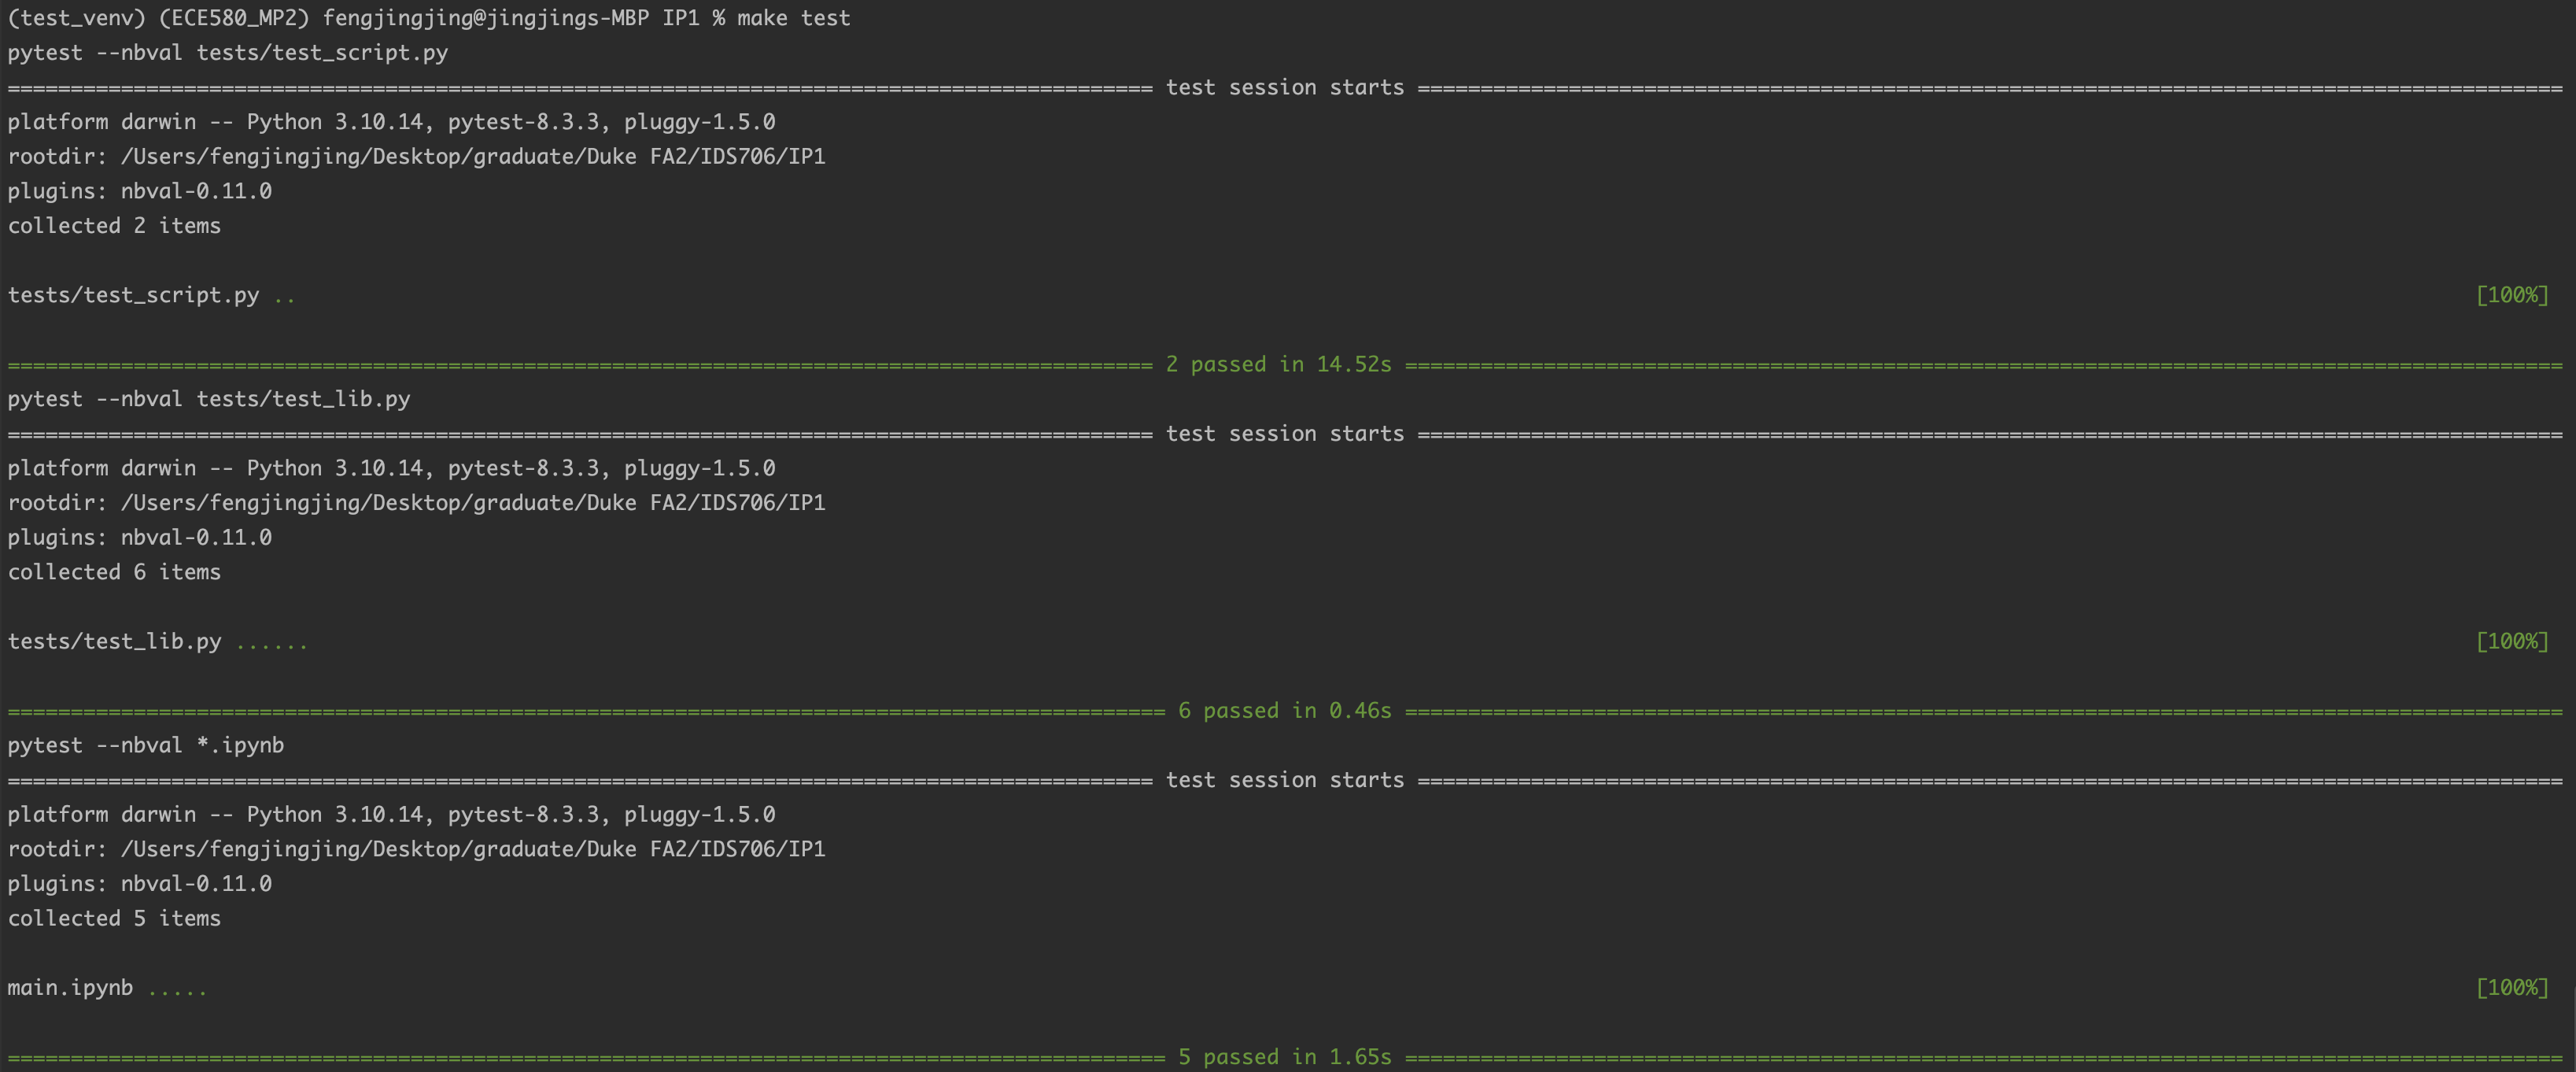 (test_venv) (ECE580_MP2) fengjingjing@jingjings-MBP IP1 % make test
pytest --nbval tests/test_script.py
=========================================================================================== test session starts ===========================================================================================
platform darwin -- Python 3.10.14, pytest-8.3.3, pluggy-1.5.0
rootdir: /Users/fengjingjing/Desktop/graduate/Duke FA2/IDS706/IP1
plugins: nbval-0.11.0
collected 2 items
tests/test_script.py .. [100%]
=========================================================================================== 2 passed in 14.52s ============================================================================================
pytest --nbval tests/test_lib.py
=========================================================================================== test session starts ===========================================================================================
platform darwin -- Python 3.10.14, pytest-8.3.3, pluggy-1.5.0
rootdir: /Users/fengjingjing/Desktop/graduate/Duke FA2/IDS706/IP1
plugins: nbval-0.11.0
collected 6 items
tests/test_lib.py ...... [100%]
============================================================================================ 6 passed in 0.46s ============================================================================================
pytest --nbval *.ipynb
=========================================================================================== test session starts ===========================================================================================
platform darwin -- Python 3.10.14, pytest-8.3.3, pluggy-1.5.0
rootdir: /Users/fengjingjing/Desktop/graduate/Duke FA2/IDS706/IP1
plugins: nbval-0.11.0
collected 5 items
main.ipynb ..... [100%]
============================================================================================ 5 passed in 1.65s ============================================================================================